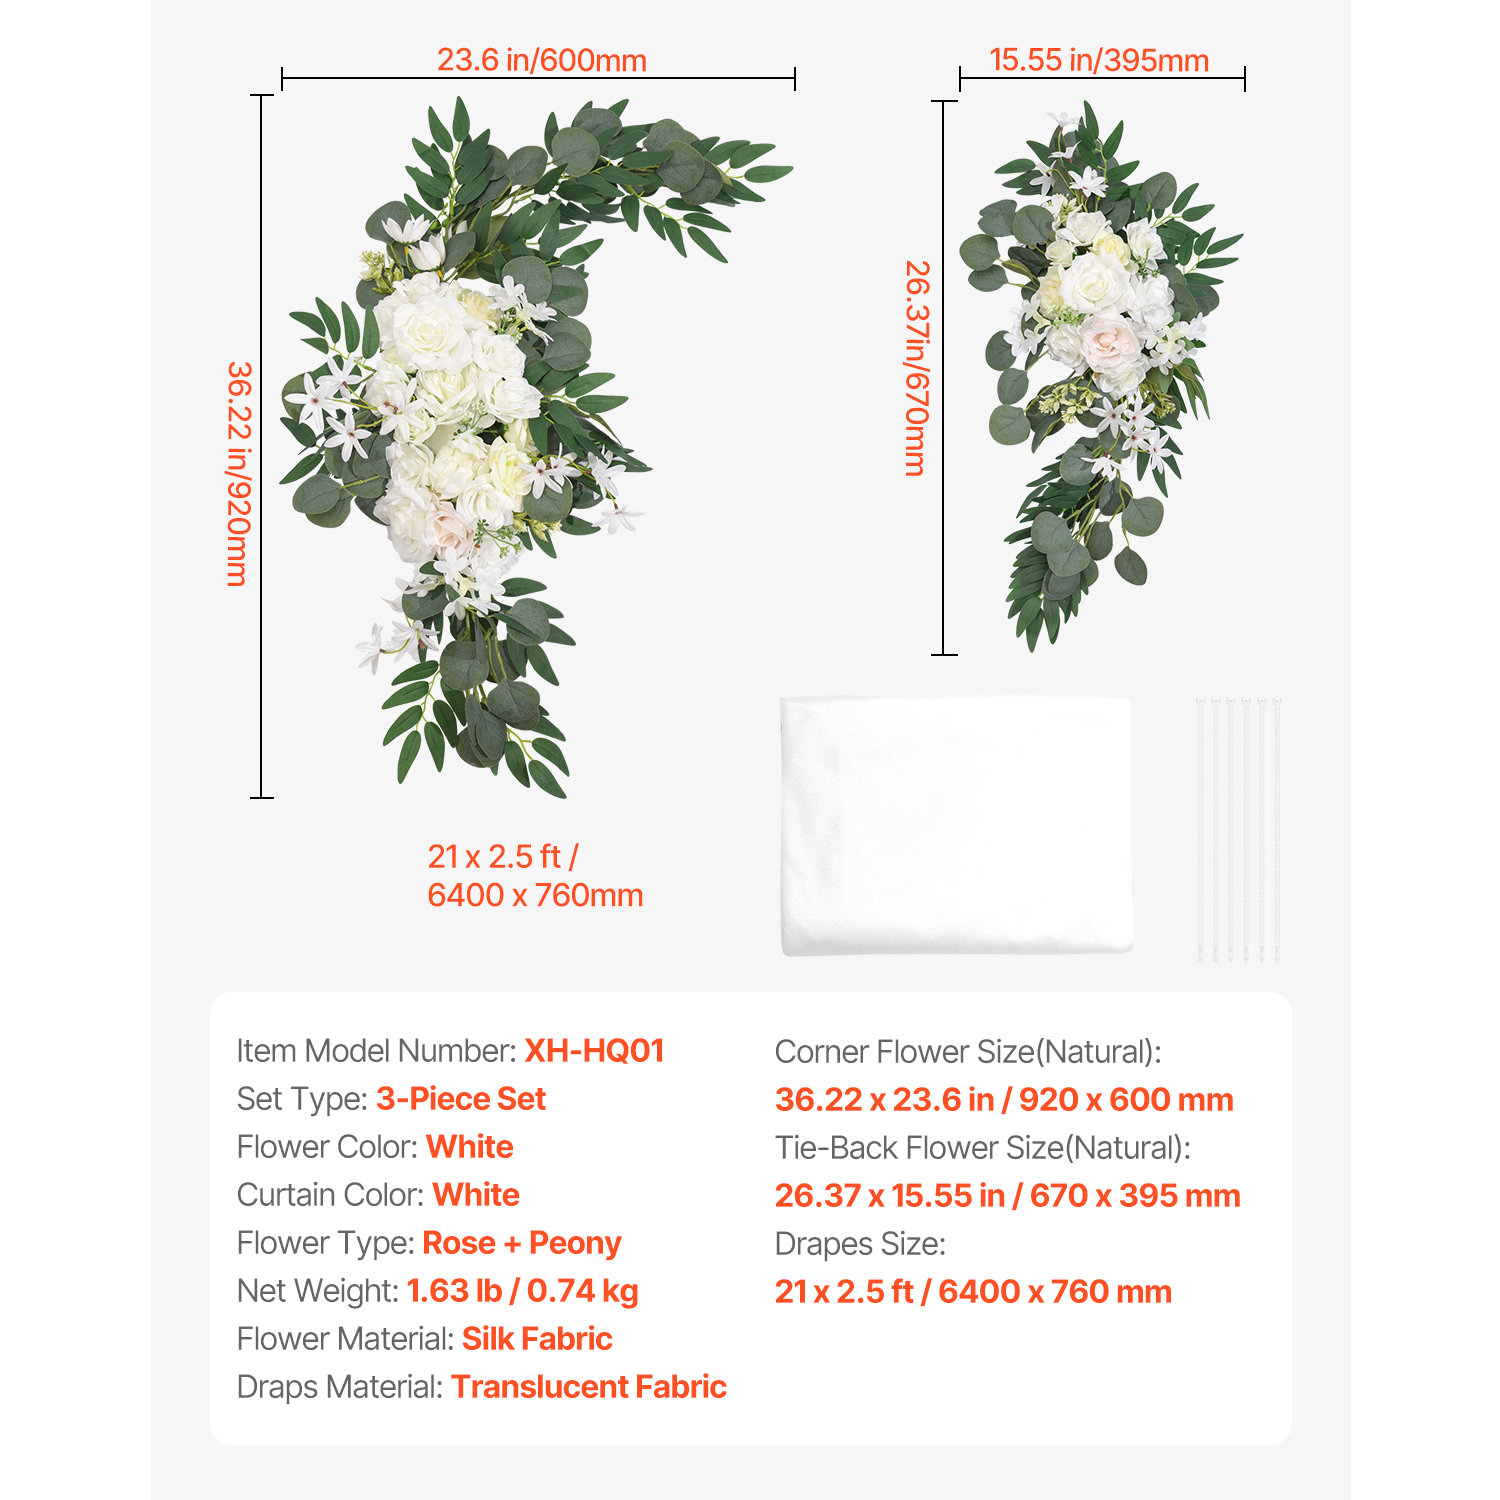 23.6 in/600mm
15.55 in/395mm
36.22 in/920mm
26.37in/670mm
21 x 2.5 ft /
6400 x 760mm
Item Model Number: XH-HQ01
Set Type: 3-Piece Set
Flower Color: White
Curtain Color: White
Flower Type: Rose + Peony
Net Weight: 1.63 lb / 0.74 kg
Flower Material: Silk Fabric
Draps Material: Translucent Fabric
Corner Flower Size(Natural):
36.22 x 23.6 in / 920 x 600 mm
Tie-Back Flower Size(Natural):
26.37 x 15.55 in / 670 x 395 mm
Drapes Size:
21 x 2.5 ft / 6400 x 760 mm